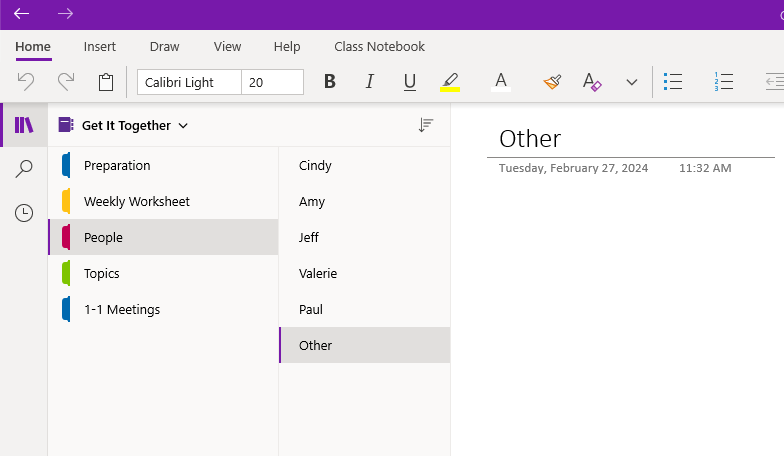 Home Insert Draw View Help Class Notebook
Calibri Light 20 B I U A A
Get It Together
Preparation
Weekly Worksheet
People
Topics
1-1 Meetings
Cindy
Amy
Jeff
Valerie
Paul
Other
Other
Tuesday, February 27, 2024 11:32 AM